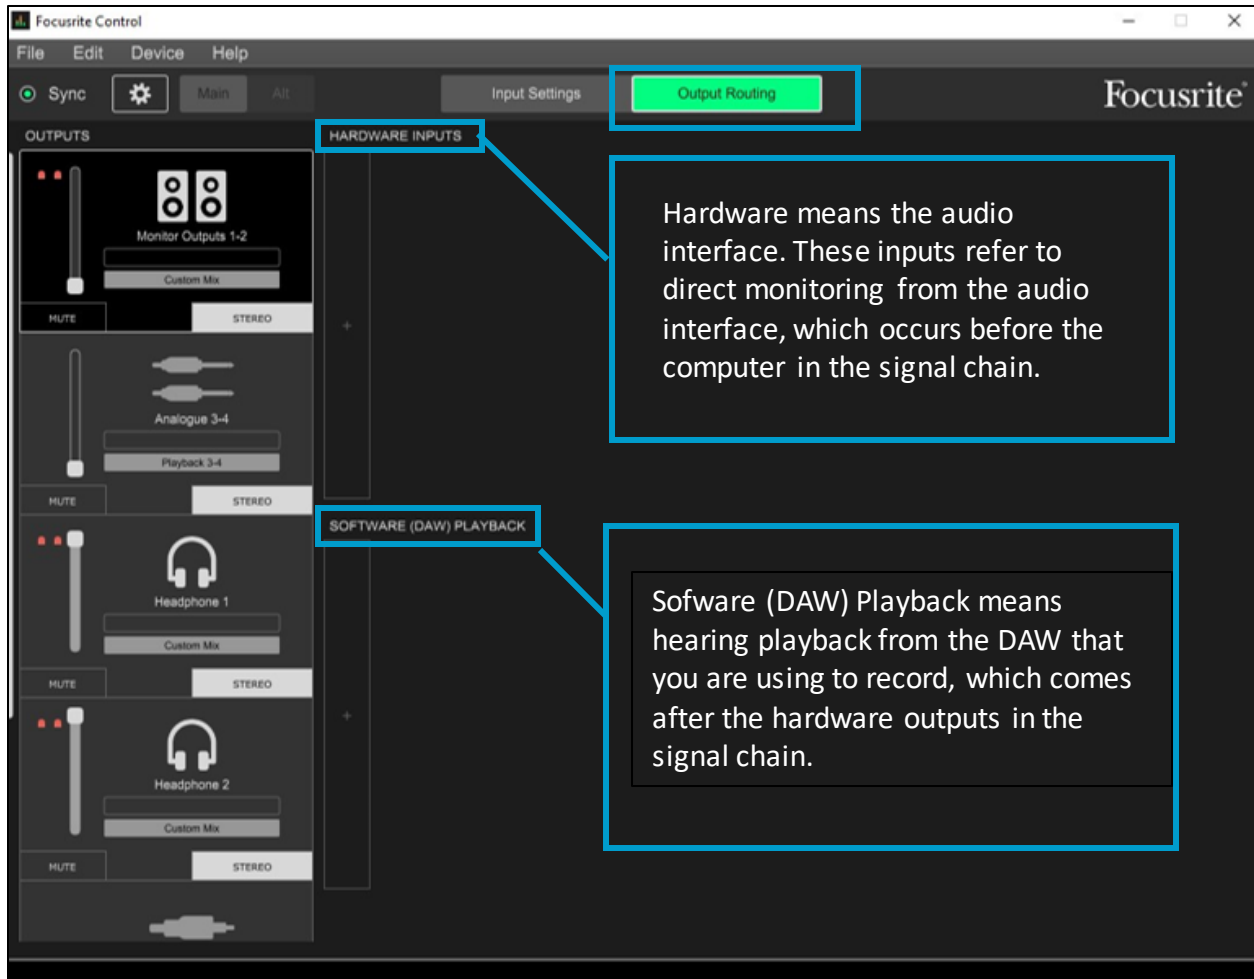 Focusrite Control
File Edit Device Help
Sync Main Alt Input Settings Output Routing Focusrite
OUTPUTS
Monitor Outputs 1-2
Custom Mix
MUTE STEREO
Analogue 3-4
Playback 3-4
MUTE STEREO
Headphone 1
Custom Mix
MUTE STEREO
Headphone 2
Custom Mix
MUTE STEREO
HARDWARE INPUTS
+
Hardware means the audio
interface. These inputs refer to
direct monitoring from the audio
interface, which occurs before the
computer in the signal chain.
SOFTWARE (DAW) PLAYBACK
+
Sofware (DAW) Playback means
hearing playback from the DAW that
you are using to record, which comes
after the hardware outputs in the
signal chain.